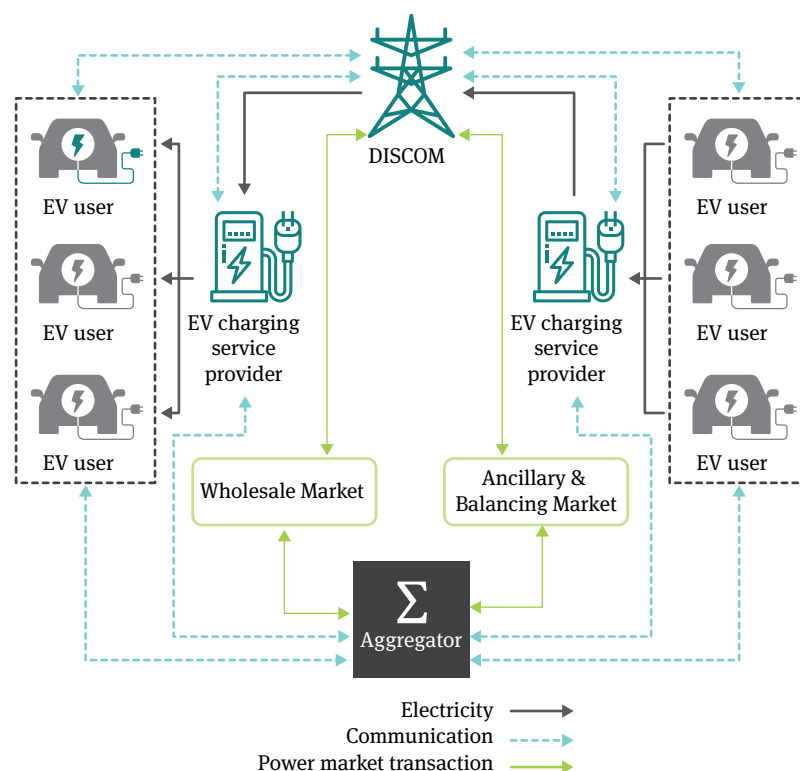 DISCOM
EV user
EV user
EV user
EV charging
service
provider
EV charging
service
provider
EV user
EV user
EV user
Wholesale Market
Ancillary &
Balancing Market
Σ
Aggregator
Electricity
Communication
Power market transaction